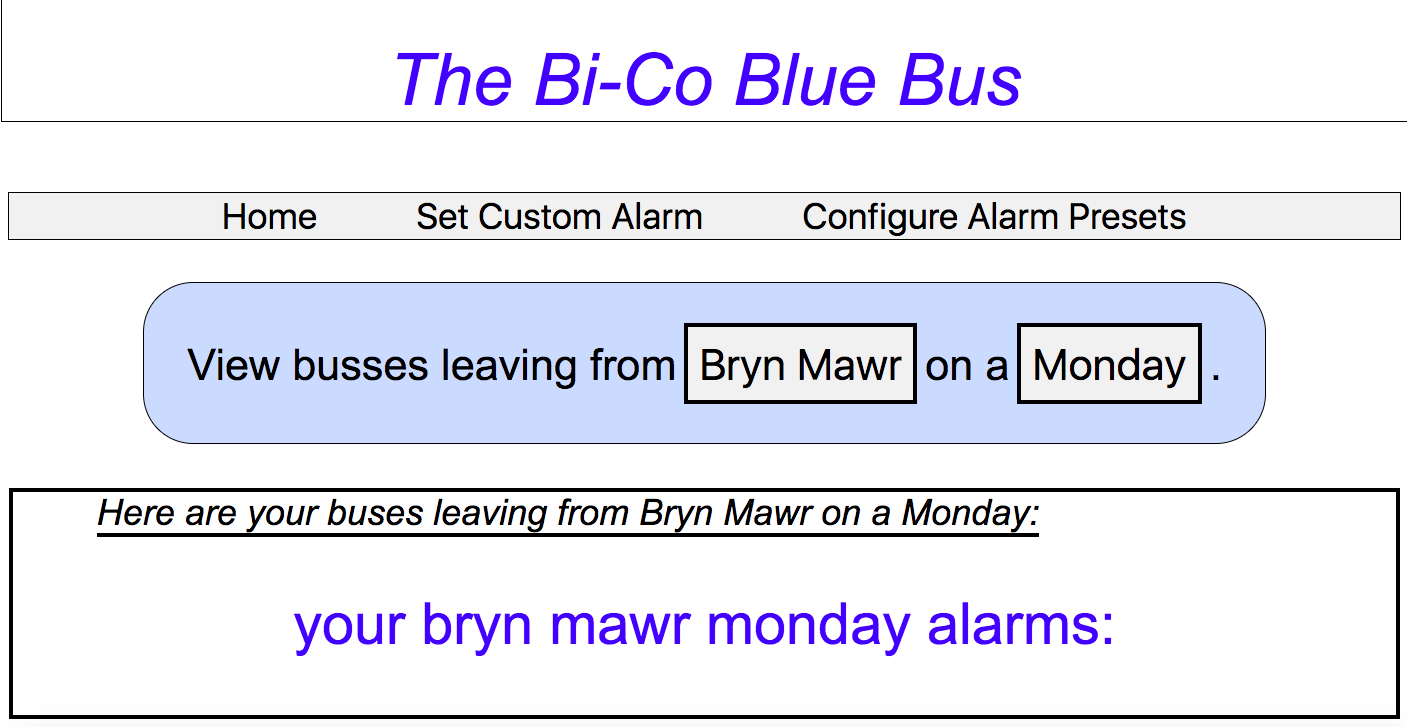 The Bi-Co Blue Bus
Home Set Custom Alarm Configure Alarm Presets
View busses leaving from Bryn Mawr on a Monday .
Here are your buses leaving from Bryn Mawr on a Monday:
your bryn mawr monday alarms: